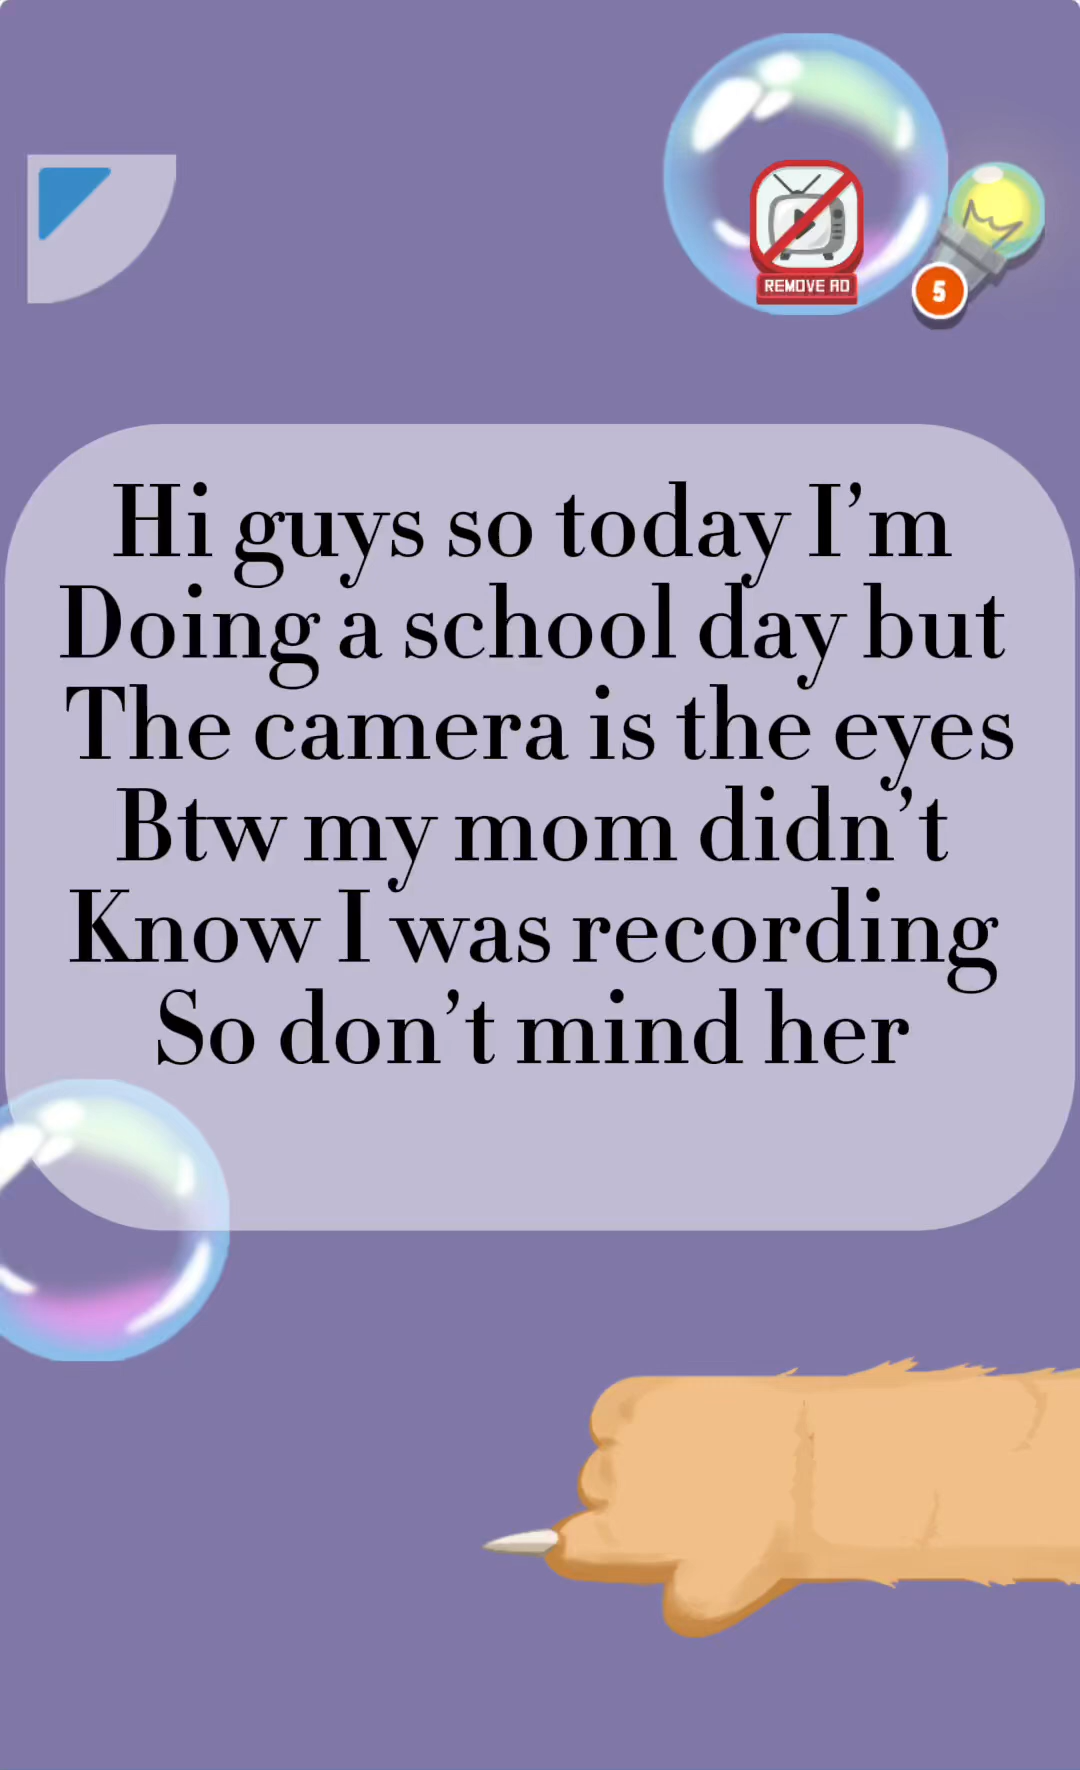 REMOVE AD
5
Hi guys so today I’m
Doing a school day but
The camera is the eyes
Btw my mom didn’t
Know I was recording
So don’t mind her